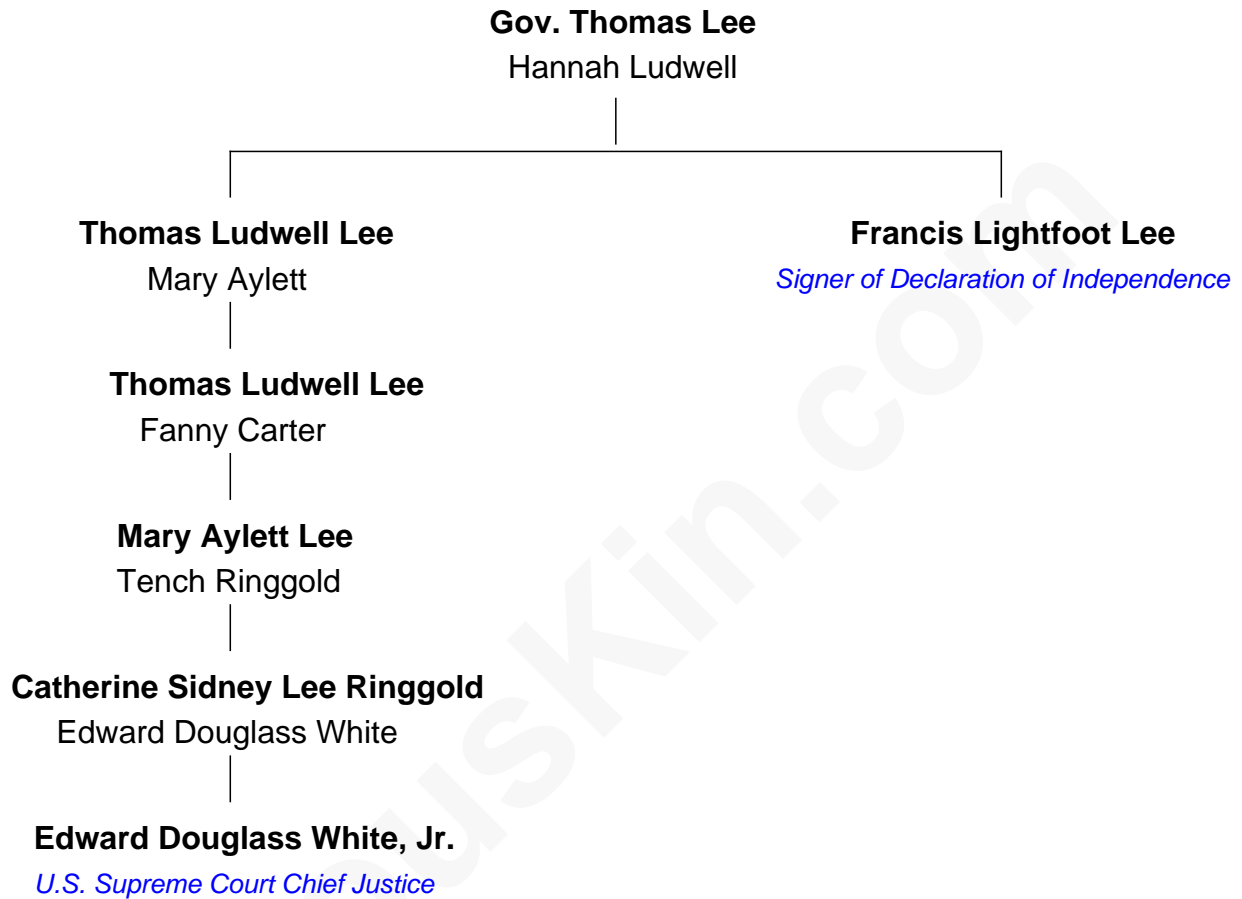 Gov. Thomas Lee
Hannah Ludwell
Thomas Ludwell Lee
Mary Aylett
Francis Lightfoot Lee
Signer of Declaration of Independence
Thomas Ludwell Lee
Fanny Carter
Mary Aylett Lee
Tench Ringgold
Catherine Sidney Lee Ringgold
Edward Douglass White
Edward Douglass White, Jr.
U.S. Supreme Court Chief Justice
ousKin.com